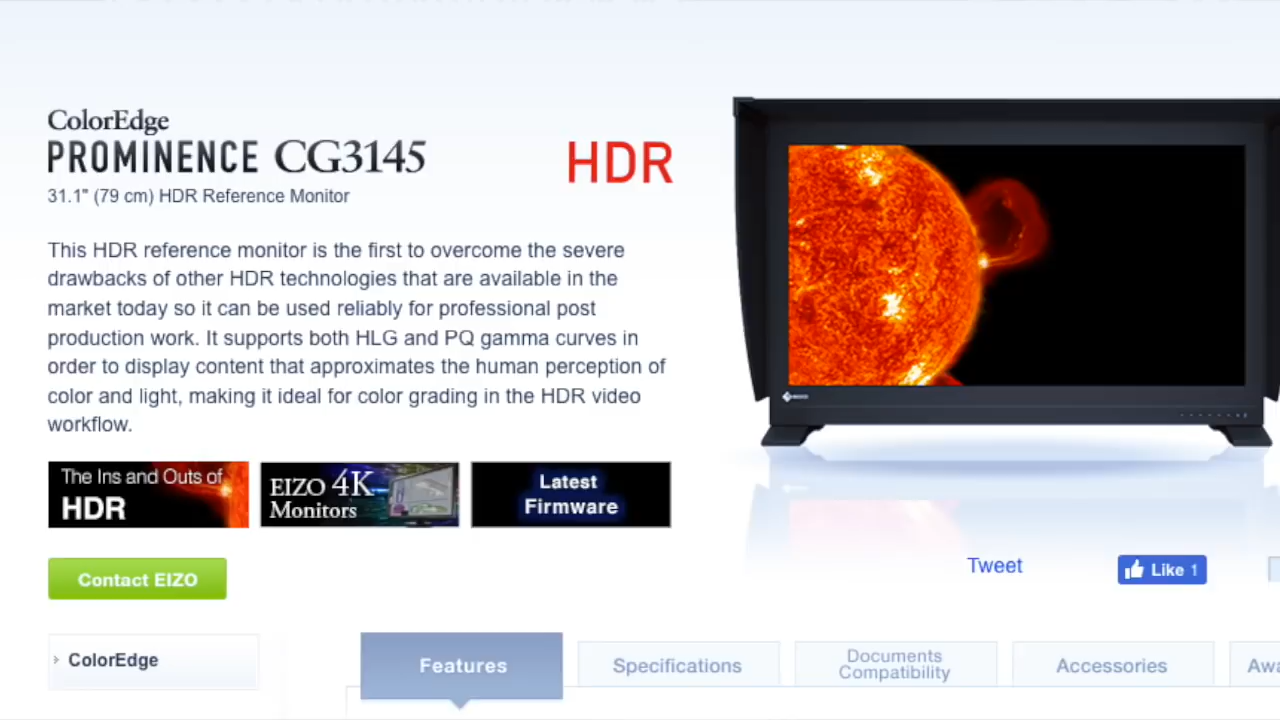 ColorEdge
PROMINENCE CG3145
HDR
31.1" (79 cm) HDR Reference Monitor
This HDR reference monitor is the first to overcome the severe
drawbacks of other HDR technologies that are available in the
market today so it can be used reliably for professional post
production work. It supports both HLG and PQ gamma curves in
order to display content that approximates the human perception of
color and light, making it ideal for color grading in the HDR video
workflow.
The Ins and Outs of
HDR
EIZO 4K
Monitors
Latest
Firmware
Contact EIZO
Tweet
Like 1
ColorEdge
Features
Specifications
Documents
Compatibility
Accessories